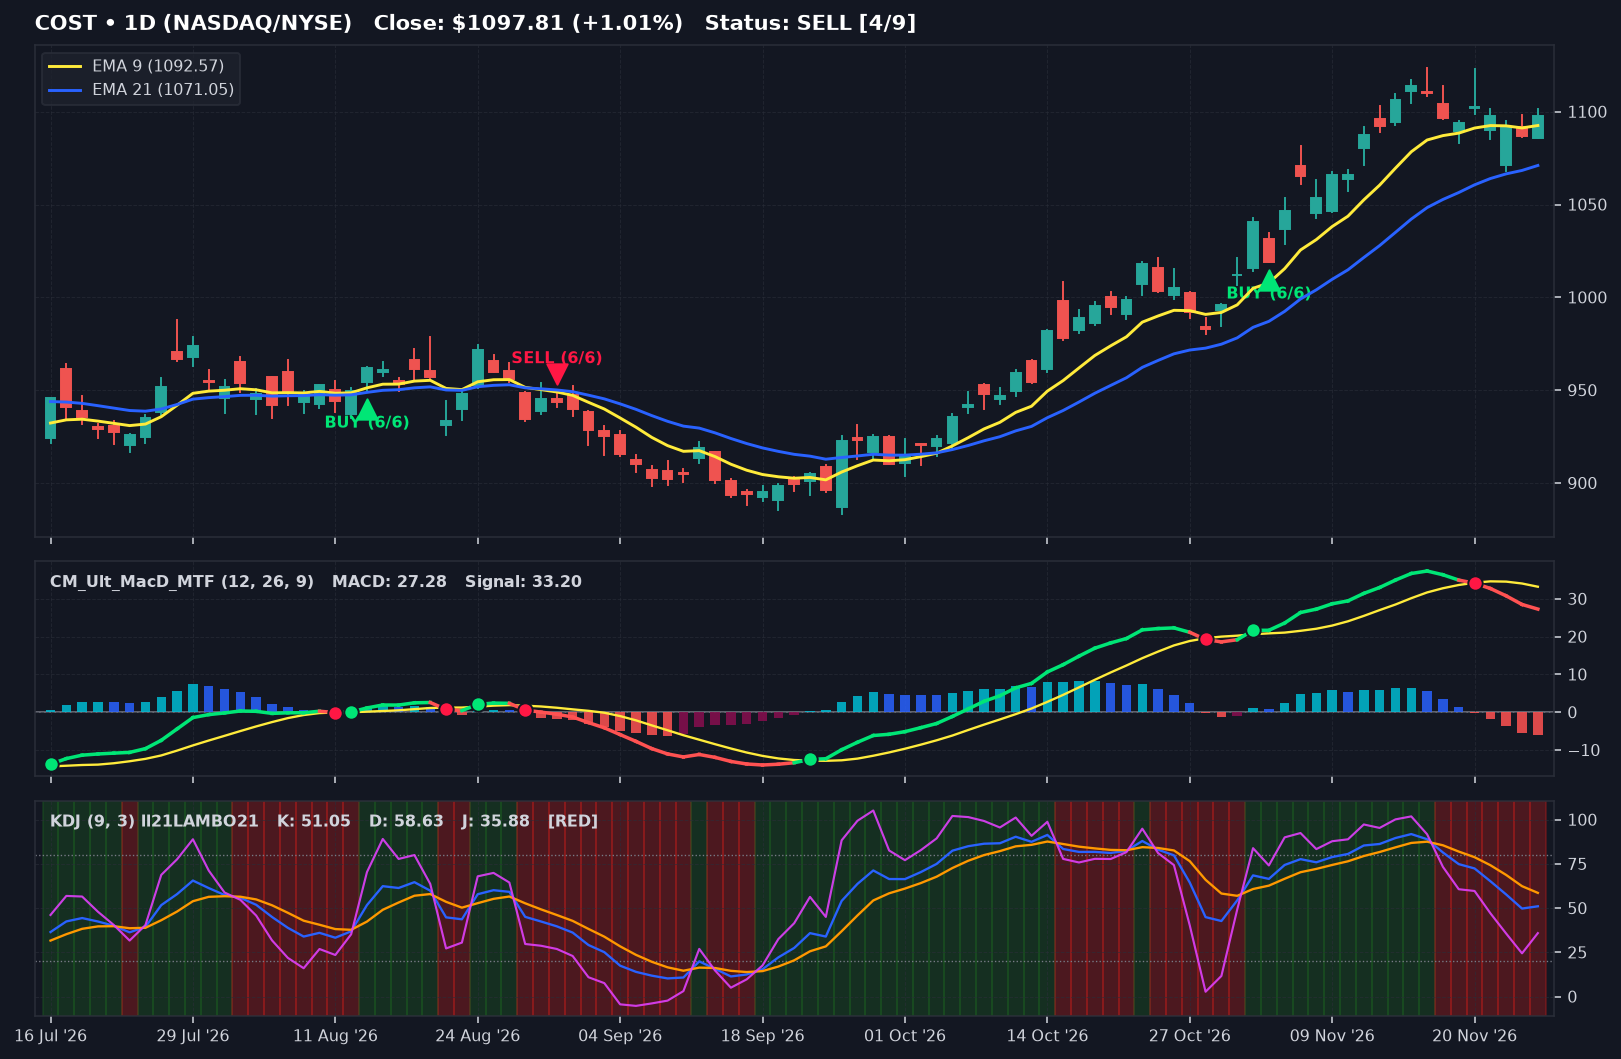 COST • 1D (NASDAQ/NYSE)   Close: $1097.81 (+1.01%)   Status: SELL [4/9]
EMA 9 (1092.57)
EMA 21 (1071.05)
1100
1050
1000
950
900
BUY (6/6)
SELL (6/6)
BUY (6/6)
CM_Ult_MacD_MTF (12, 26, 9)   MACD: 27.28   Signal: 33.20
30
20
10
0
−10
KDJ (9, 3) II21LAMBO21   K: 51.05   D: 58.63   J: 35.88   [RED]
100
75
50
25
0
16 Jul '26
29 Jul '26
11 Aug '26
24 Aug '26
04 Sep '26
18 Sep '26
01 Oct '26
14 Oct '26
27 Oct '26
09 Nov '26
20 Nov '26